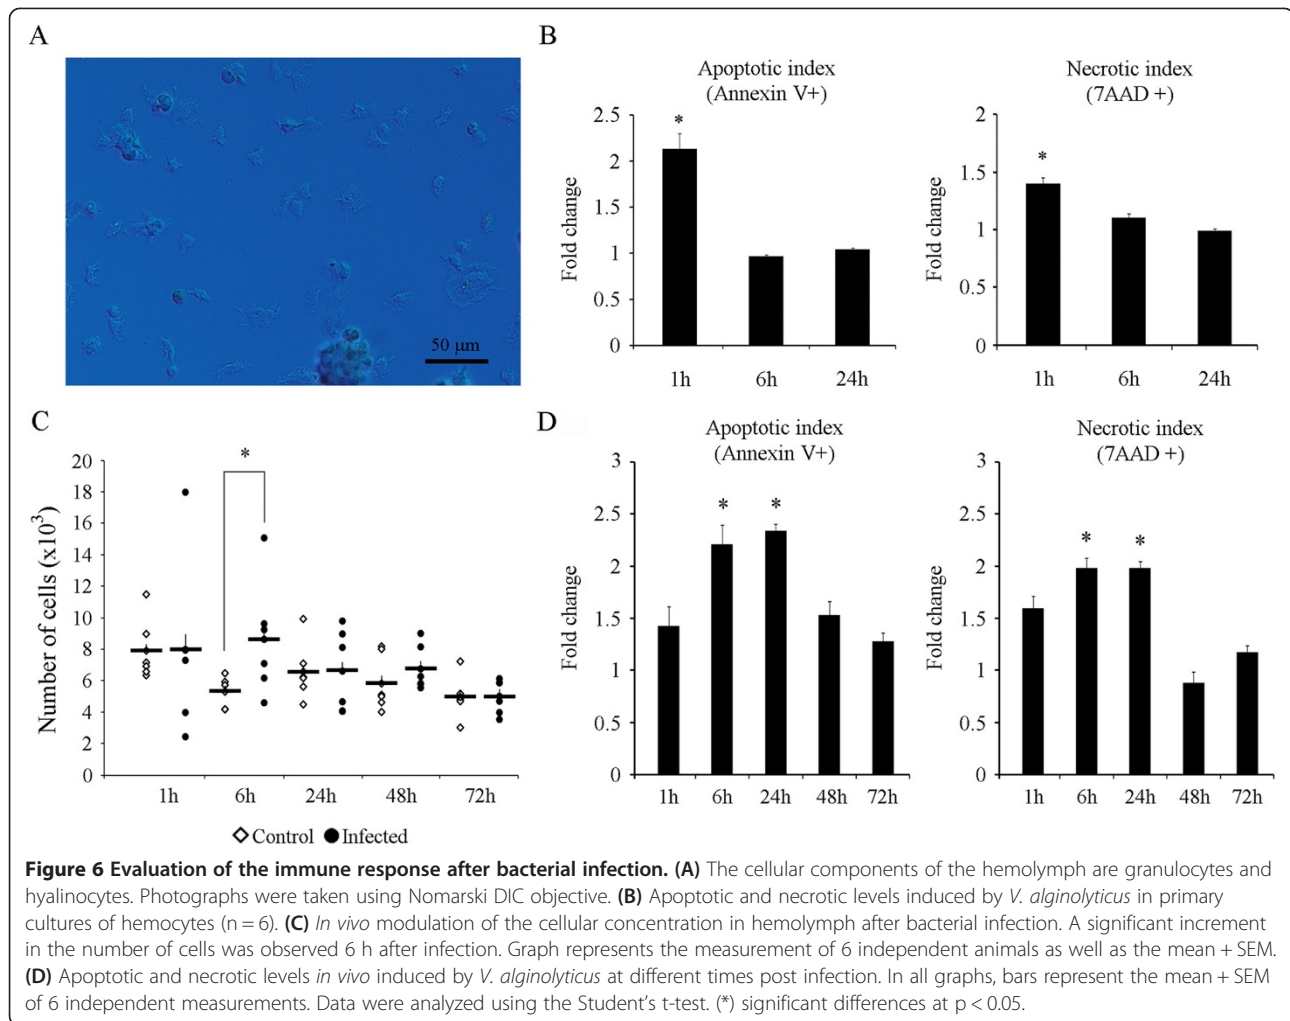 A
50 μm
B
Apoptotic index
(Annexin V+)
Fold change
2.5
2
1.5
1
0.5
0
*
1h 6h 24h
Necrotic index
(7AAD +)
Fold change
2
1.5
1
0.5
0
*
1h 6h 24h
C
Number of cells (x10³)
20
18
16
14
12
10
8
6
4
2
0
*
1h 6h 24h 48h 72h
◇ Control ● Infected
D
Apoptotic index
(Annexin V+)
Fold change
3
2.5
2
1.5
1
0.5
0
* *
1h 6h 24h 48h 72h
Necrotic index
(7AAD +)
Fold change
3
2.5
2
1.5
1
0.5
0
* *
1h 6h 24h 48h 72h
Figure 6 Evaluation of the immune response after bacterial infection. (A) The cellular components of the hemolymph are granulocytes and
hyalinocytes. Photographs were taken using Nomarski DIC objective. (B) Apoptotic and necrotic levels induced by V. alginolyticus in primary
cultures of hemocytes (n = 6). (C) In vivo modulation of the cellular concentration in hemolymph after bacterial infection. A significant increment
in the number of cells was observed 6 h after infection. Graph represents the measurement of 6 independent animals as well as the mean + SEM.
(D) Apoptotic and necrotic levels in vivo induced by V. alginolyticus at different times post infection. In all graphs, bars represent the mean + SEM
of 6 independent measurements. Data were analyzed using the Student's t-test. (*) significant differences at p < 0.05.